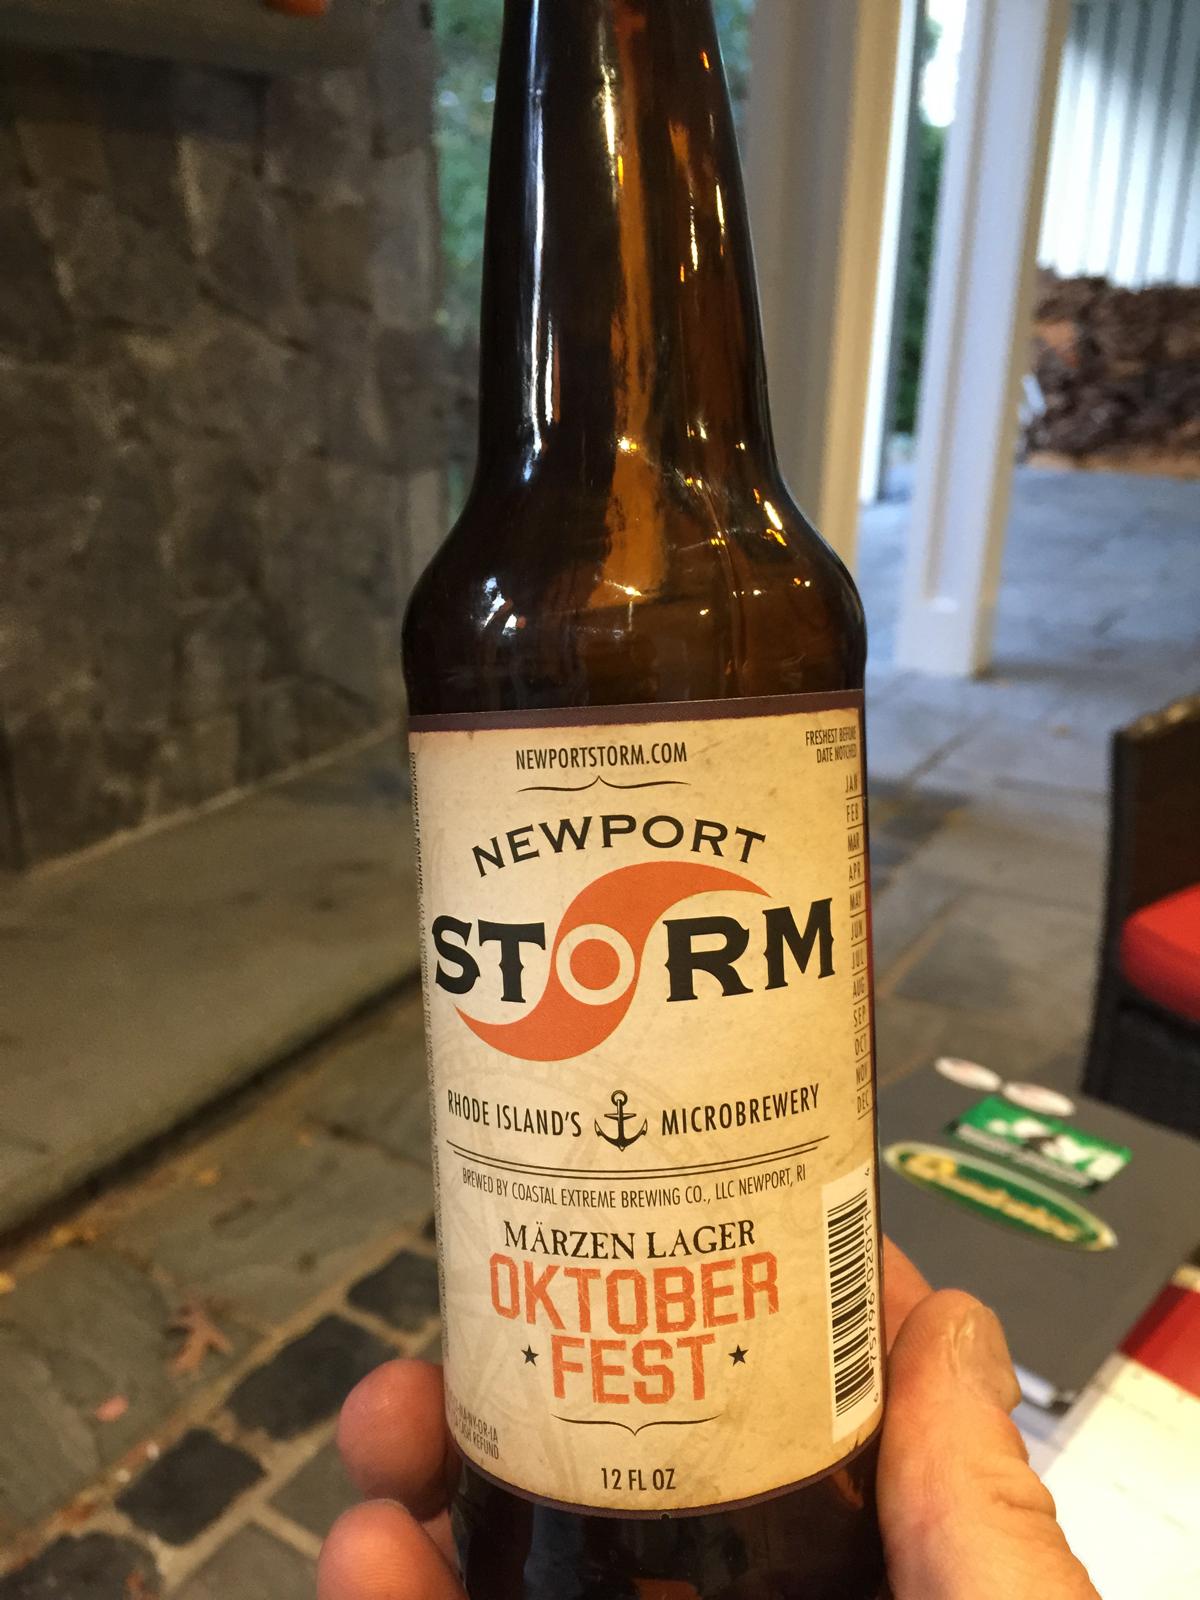 NEWPORTSTORM.COM
FRESHEST BEFORE
DATE NOTCHED
JAN
FEB
MAR
APR
MAY
JUN
JUL
AUG
SEP
OCT
NOV
DEC
NEWPORT
STORM
RHODE ISLAND'S MICROBREWERY
BREWED BY COASTAL EXTREME BREWING CO., LLC NEWPORT, RI
MÄRZEN LAGER
OKTOBER
FEST
12 FL OZ
CASH REFUND